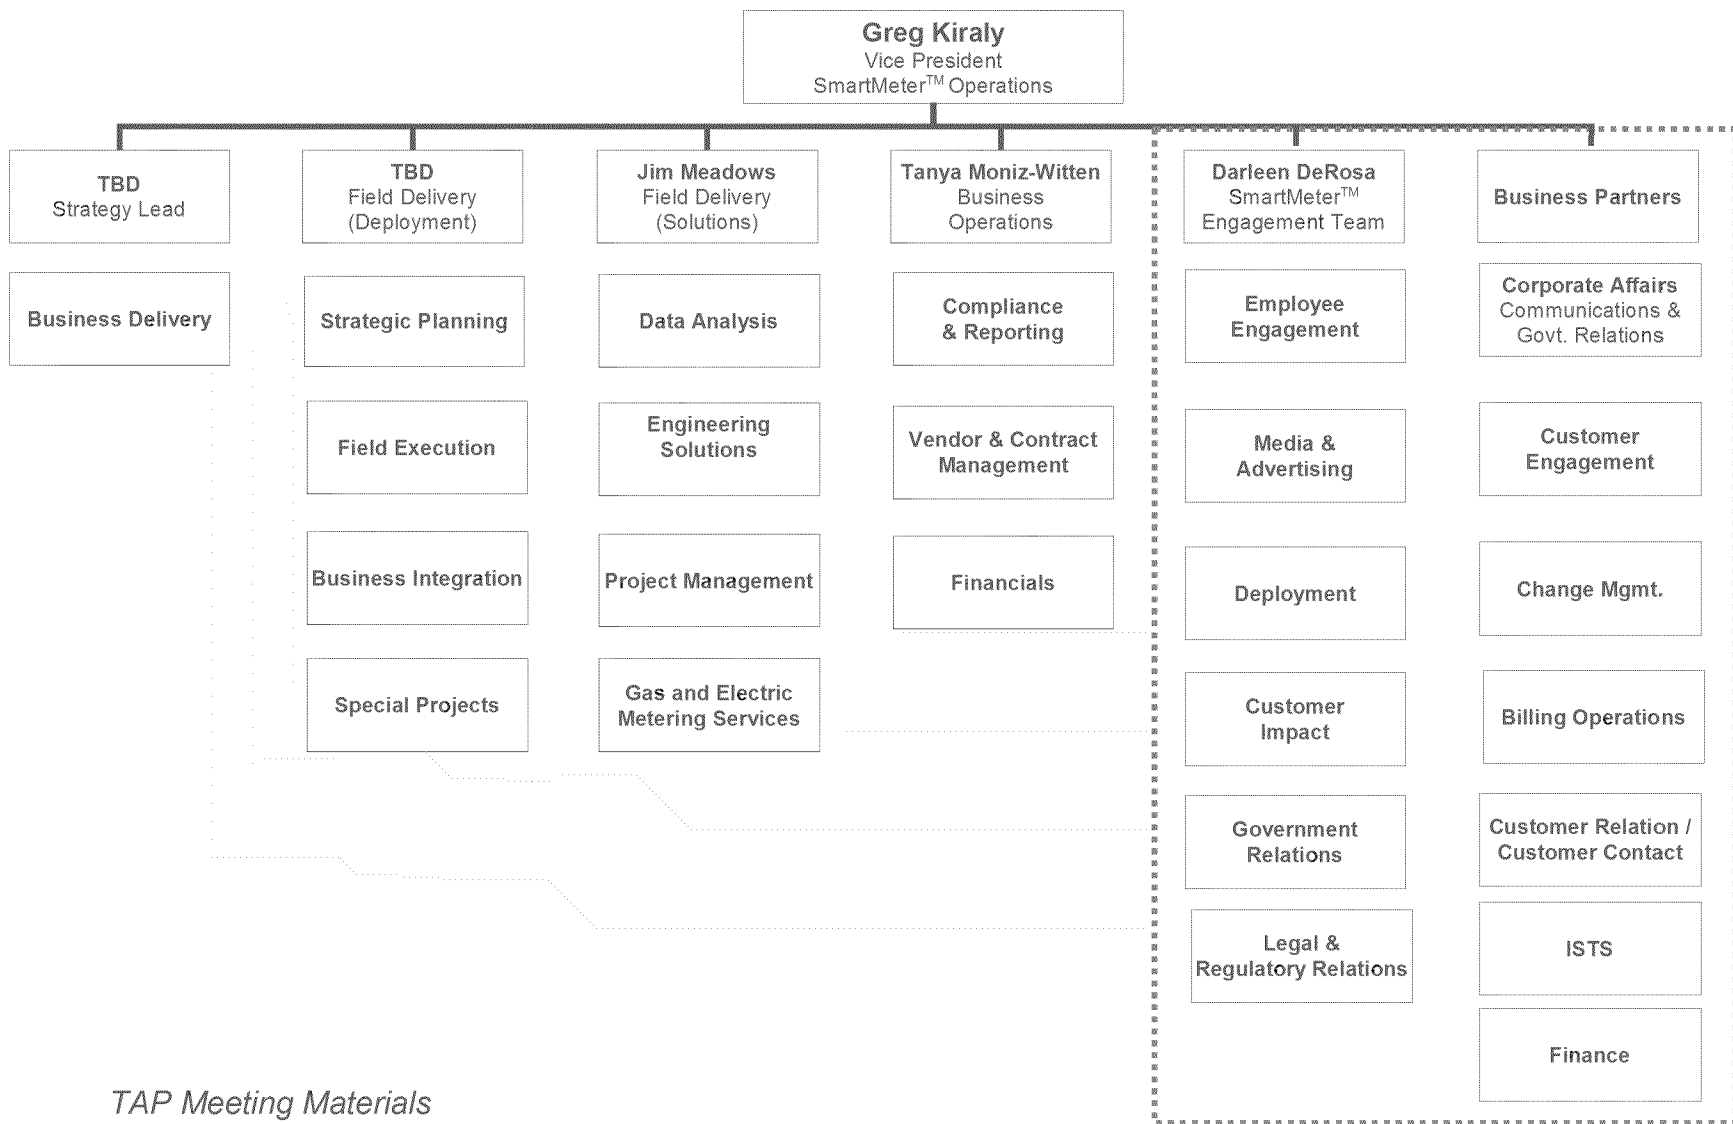 Greg Kiraly
Vice President
SmartMeter™ Operations
TBD
Strategy Lead
TBD
Field Delivery
(Deployment)
Jim Meadows
Field Delivery
(Solutions)
Tanya Moniz-Witten
Business
Operations
Darleen DeRosa
SmartMeter™
Engagement Team
Business Partners
Business Delivery
Strategic Planning
Data Analysis
Compliance
& Reporting
Employee
Engagement
Corporate Affairs
Communications &
Govt. Relations
Field Execution
Engineering
Solutions
Vendor & Contract
Management
Media &
Advertising
Customer
Engagement
Business Integration
Project Management
Financials
Deployment
Change Mgmt.
Special Projects
Gas and Electric
Metering Services
Customer
Impact
Billing Operations
Government
Relations
Customer Relation /
Customer Contact
Legal &
Regulatory Relations
ISTS
Finance
TAP Meeting Materials